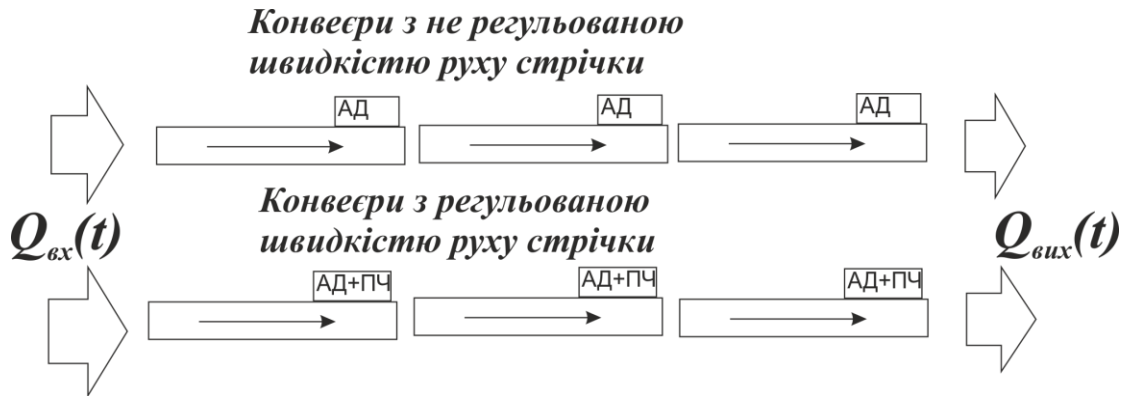 Конвеєри з не регульованою
швидкістю руху стрічки
АД АД АД
Конвеєри з регульованою
швидкістю руху стрічки
Qвх(t) Qвих(t)
АД+ПЧ АД+ПЧ АД+ПЧ